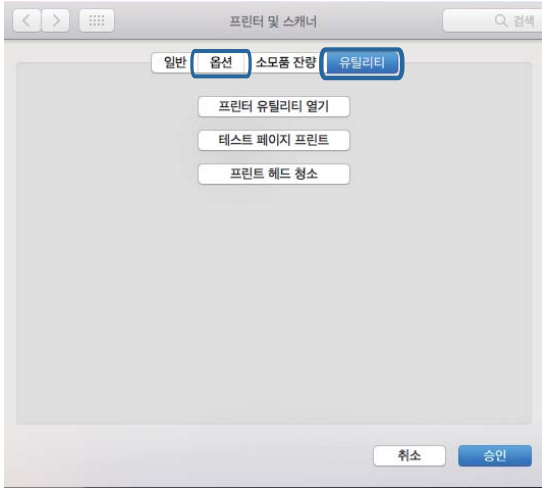 프린터 및 스캐너
검색
일반 옵션 소모품 잔량 유틸리티
프린터 유틸리티 열기
테스트 페이지 프린트
프린트 헤드 청소
취소 승인